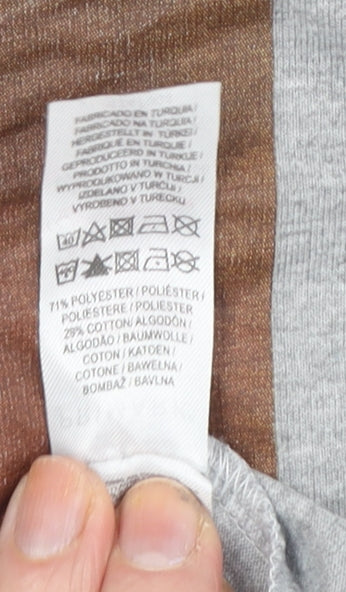 FABRICADO EN TURQUIA /
FABRICADO NA TURQUIA /
HERGESTELLT IN TÜRKEI /
FABRIQUÉ EN TURQUIE /
GEPRODUCEERD IN TURKIJE /
PRODOTTO IN TURCHIA /
WYPRODUKOWANO W TURCJI /
IZDELANO V TURČIJI /
VYROBENO V TURECKU
40
71% POLYESTER / POLIÉSTER /
POLIESTERE / POLIESTER
29% COTTON / ALGODÓN /
ALGODÃO / BAUMWOLLE /
COTON / KATOEN /
COTONE / BAWEŁNA /
BOMBAŽ / BAVLNA